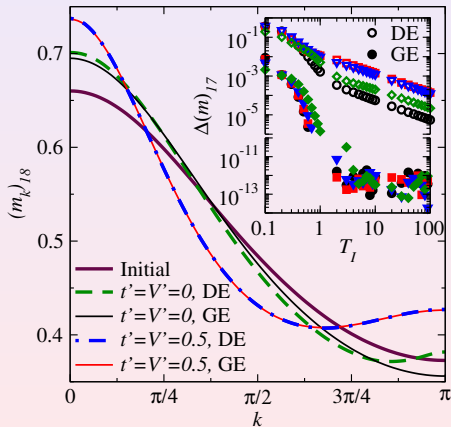 0.7
0.6
0.5
0.4
(m_k)_18
Initial
t'=V'=0, DE
t'=V'=0, GE
t'=V'=0.5, DE
t'=V'=0.5, GE
0
π/4
π/2
3π/4
π
k
10^-1
10^-3
10^-5
10^-11
10^-13
Δ(m)_17
DE
GE
0.1
1
10
100
T_I